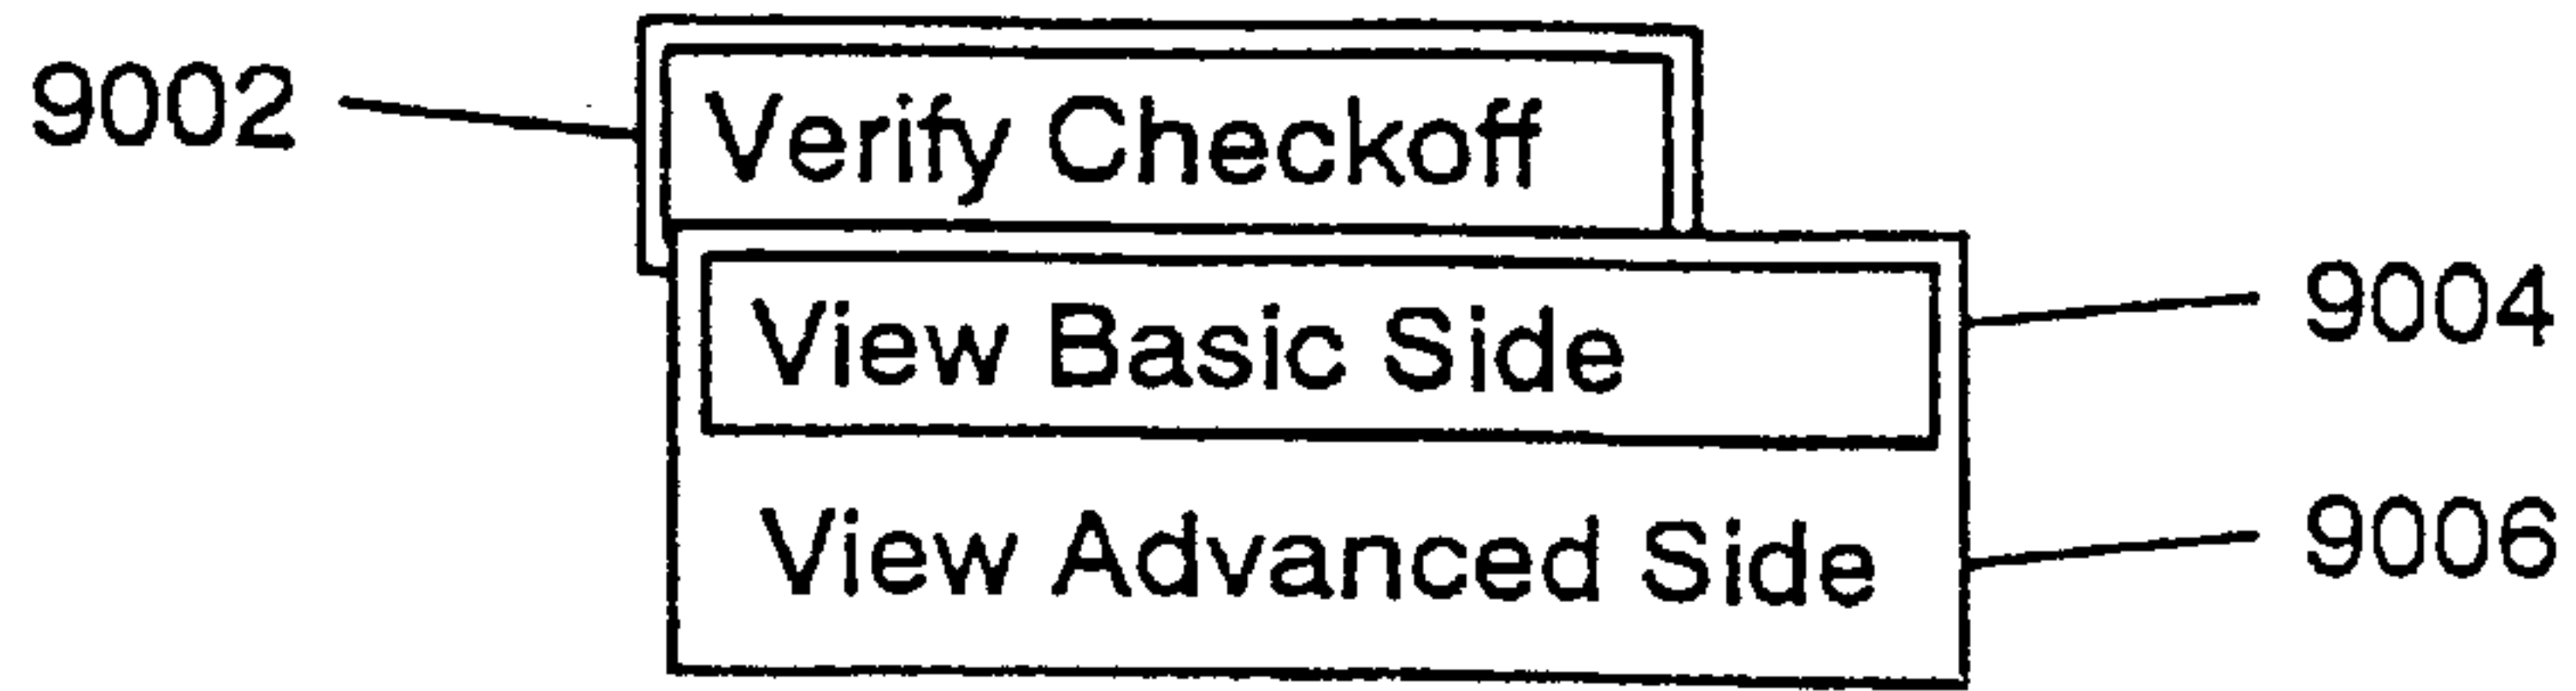 9002 Verify Checkoff
View Basic Side 9004
View Advanced Side 9006